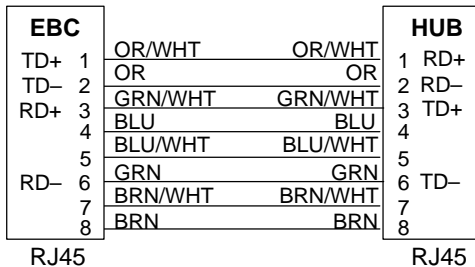 EBC HUB
TD+ 1 OR/WHT OR/WHT 1 RD+
TD– 2 OR OR 2 RD–
RD+ 3 GRN/WHT GRN/WHT 3 TD+
4 BLU BLU 4
5 BLU/WHT BLU/WHT 5
RD– 6 GRN GRN 6 TD–
7 BRN/WHT BRN/WHT 7
8 BRN BRN 8
RJ45 RJ45